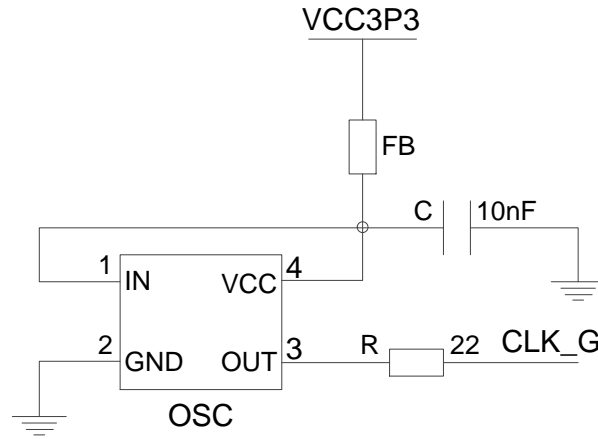 VCC3P3
FB
C 10nF
1 IN VCC 4
2 GND OUT 3 R 22 CLK_G
OSC